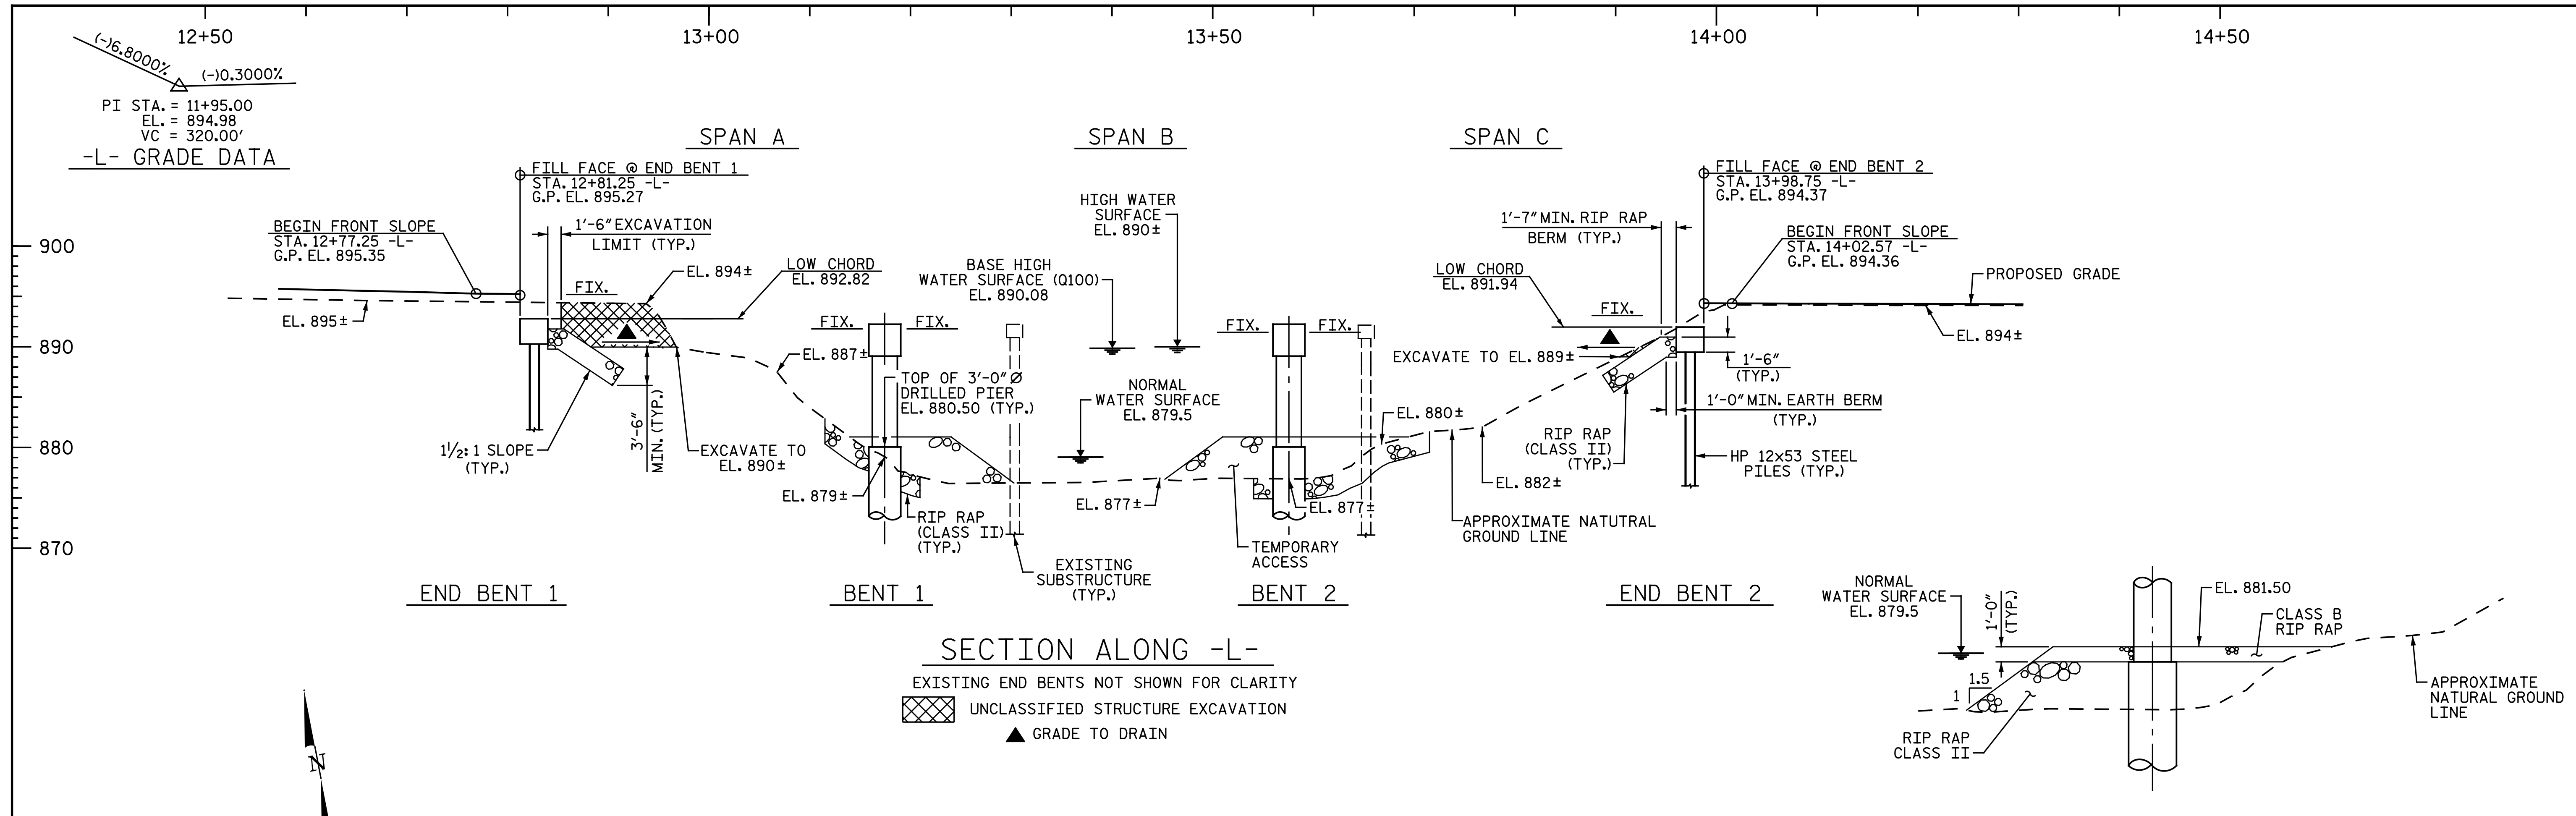 12+50
13+00
13+50
14+00
14+50
(-)6.8000%
(-)0.3000%
PI STA. = 11+95.00
EL. = 894.98
VC = 320.00'
-L- GRADE DATA
SPAN A
SPAN B
SPAN C
FILL FACE @ END BENT 1
STA. 12+81.25 -L-
G.P. EL. 895.27
BEGIN FRONT SLOPE
STA. 12+77.25 -L-
G.P. EL. 895.35
1'-6" EXCAVATION
LIMIT (TYP.)
HIGH WATER
SURFACE
EL. 890±
1'-7" MIN. RIP RAP
BERM (TYP.)
FILL FACE @ END BENT 2
STA. 13+98.75 -L-
G.P. EL. 894.37
BEGIN FRONT SLOPE
STA. 14+02.57 -L-
G.P. EL. 894.36
900
890
880
870
EL. 895±
FIX.
EL. 894±
LOW CHORD
EL. 892.82
BASE HIGH
WATER SURFACE (Q100)
EL. 890.08
LOW CHORD
EL. 891.94
FIX.
PROPOSED GRADE
EL. 894±
FIX.
FIX.
FIX.
FIX.
EL. 887±
TOP OF 3'-0" Ø
DRILLED PIER
EL. 880.50 (TYP.)
NORMAL
WATER SURFACE
EL. 879.5
EXCAVATE TO EL. 889±
1'-6"
(TYP.)
1'-0" MIN. EARTH BERM
(TYP.)
3'-6"
MIN. (TYP.)
1½: 1 SLOPE
(TYP.)
EXCAVATE TO
EL. 890±
EL. 880±
RIP RAP
(CLASS II)
(TYP.)
HP 12x53 STEEL
PILES (TYP.)
EL. 879±
EL. 877±
EL. 877±
EL. 882±
RIP RAP
(CLASS II)
(TYP.)
APPROXIMATE NATUTRAL
GROUND LINE
TEMPORARY
ACCESS
EXISTING
SUBSTRUCTURE
(TYP.)
END BENT 1
BENT 1
BENT 2
END BENT 2
SECTION ALONG -L-
EXISTING END BENTS NOT SHOWN FOR CLARITY
UNCLASSIFIED STRUCTURE EXCAVATION
GRADE TO DRAIN
N
NORMAL
WATER SURFACE
EL. 879.5
1'-0"
(TYP.)
EL. 881.50
CLASS B
RIP RAP
1.5
1
RIP RAP
CLASS II
APPROXIMATE
NATURAL GROUND
LINE